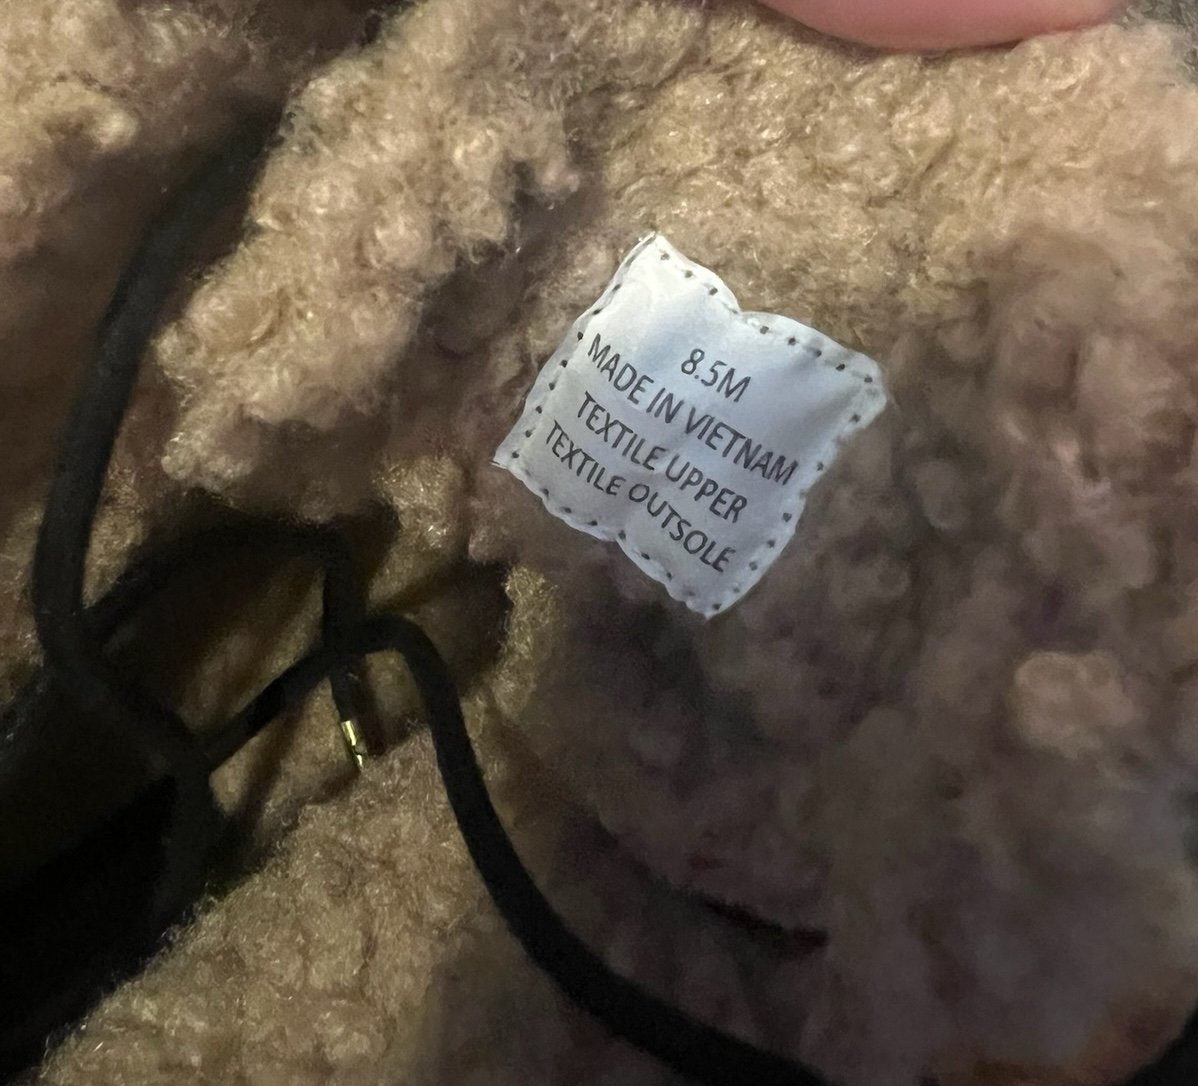 8.5M
MADE IN VIETNAM
TEXTILE UPPER
TEXTILE OUTSOLE